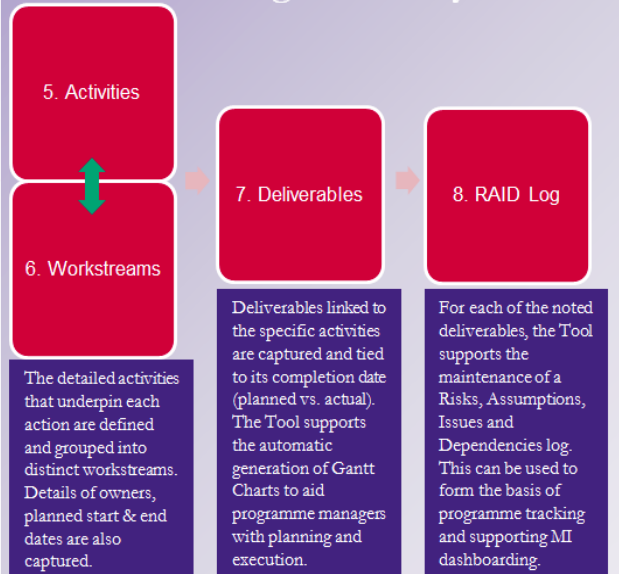 5. Activities
6. Workstreams
The detailed activities
that underpin each
action are defined
and grouped into
distinct workstreams.
Details of owners,
planned start & end
dates are also
captured.
7. Deliverables
Deliverables linked to
the specific activities
are captured and tied
to its completion date
(planned vs. actual).
The Tool supports
the automatic
generation of Gantt
Charts to aid
programme managers
with planning and
execution.
8. RAID Log
For each of the noted
deliverables, the Tool
supports the
maintenance of a
Risks, Assumptions,
Issues and
Dependencies log.
This can be used to
form the basis of
programme tracking
and supporting MI
dashboarding.